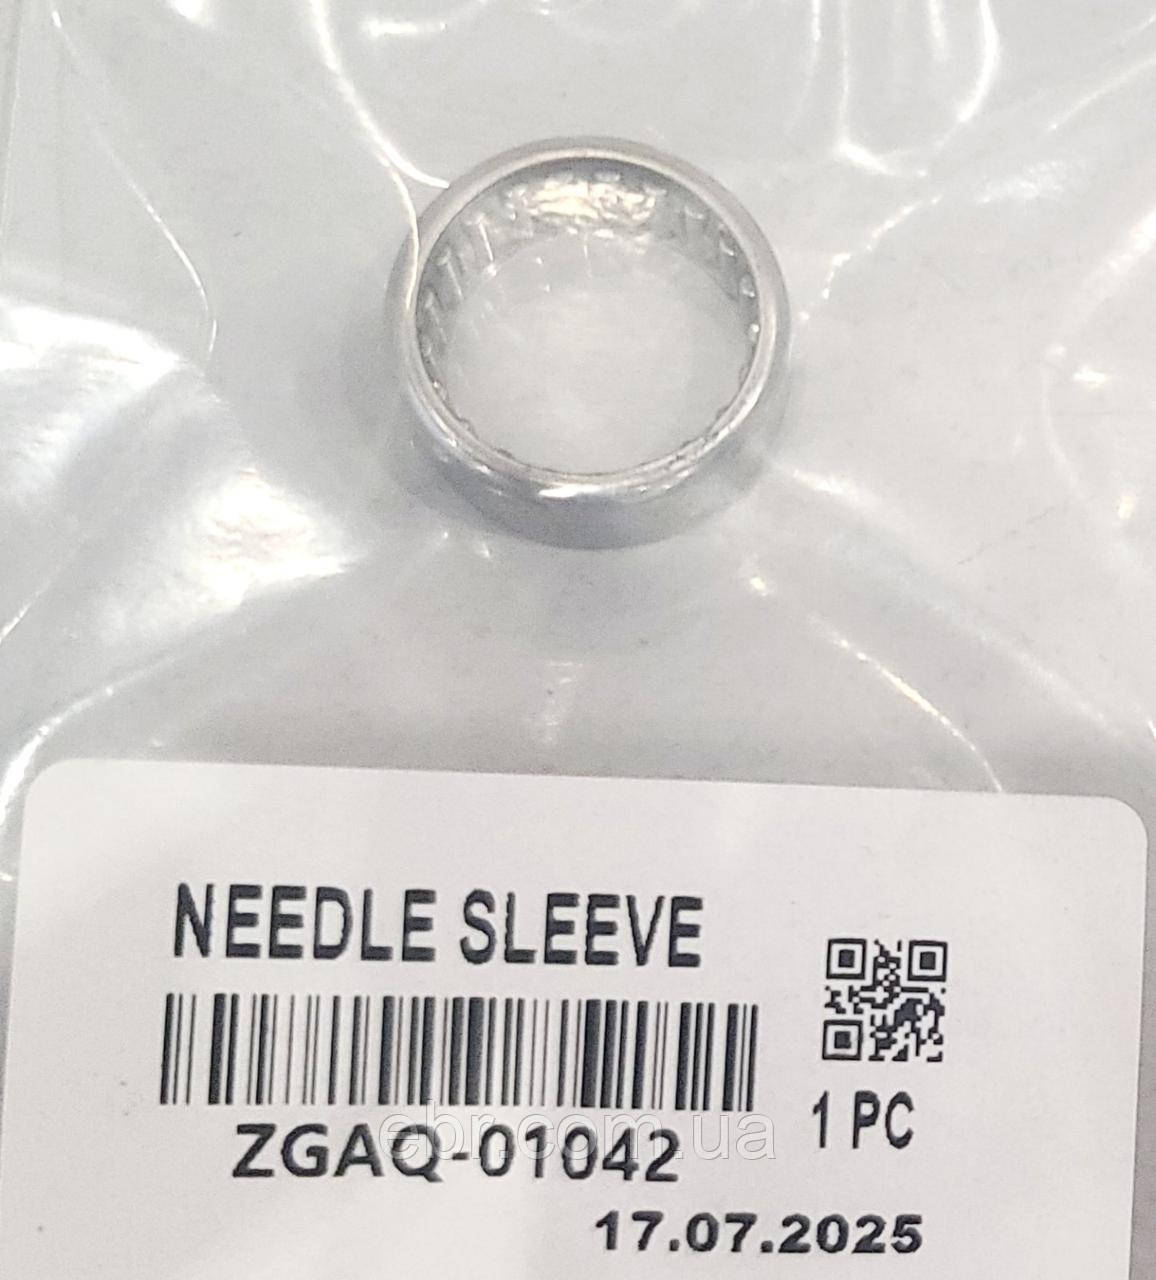 NEEDLE SLEEVE
1 PC
ebr.com.ua
ZGAQ-01042
17.07.2025